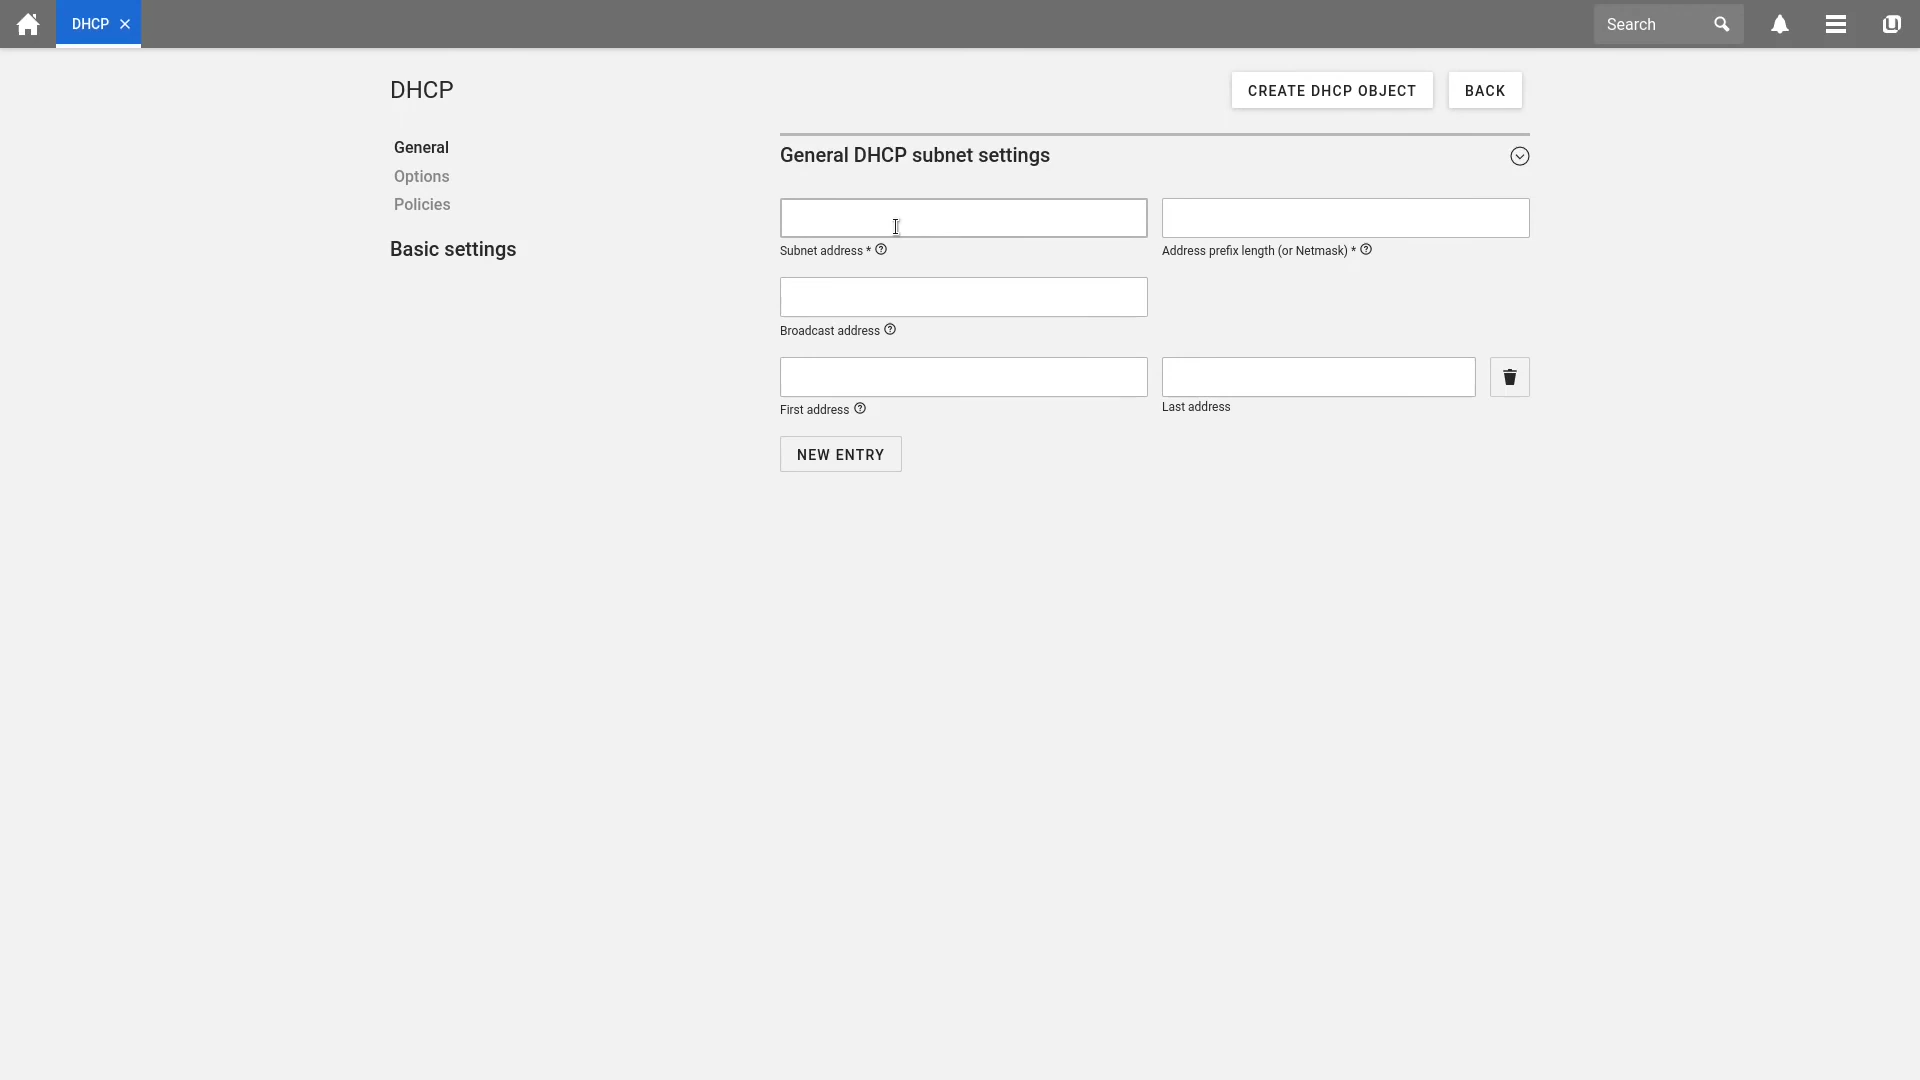 DHCP
Search
DHCP
CREATE DHCP OBJECT
BACK
General
Options
Policies
Basic settings
General DHCP subnet settings
Subnet address *
Address prefix length (or Netmask) *
Broadcast address
First address
Last address
NEW ENTRY